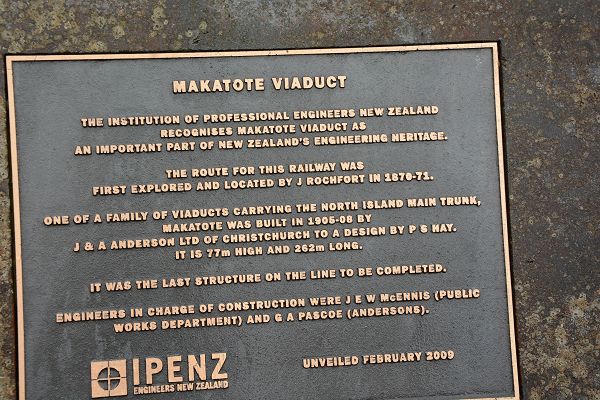 MAKATOTE VIADUCT
THE INSTITUTION OF PROFESSIONAL ENGINEERS NEW ZEALAND
RECOGNISES MAKATOTE VIADUCT AS
AN IMPORTANT PART OF NEW ZEALAND'S ENGINEERING HERITAGE.
THE ROUTE FOR THIS RAILWAY WAS
FIRST EXPLORED AND LOCATED BY J ROCHFORT IN 1870-71.
ONE OF A FAMILY OF VIADUCTS CARRYING THE NORTH ISLAND MAIN TRUNK,
MAKATOTE WAS BUILT IN 1905-08 BY
J & A ANDERSON LTD OF CHRISTCHURCH TO A DESIGN BY P S HAY.
IT IS 77m HIGH AND 262m LONG.
IT WAS THE LAST STRUCTURE ON THE LINE TO BE COMPLETED.
ENGINEERS IN CHARGE OF CONSTRUCTION WERE J E W McENNIS (PUBLIC
WORKS DEPARTMENT) AND G A PASCOE (ANDERSONS).
IPENZ
ENGINEERS NEW ZEALAND
UNVEILED FEBRUARY 2009